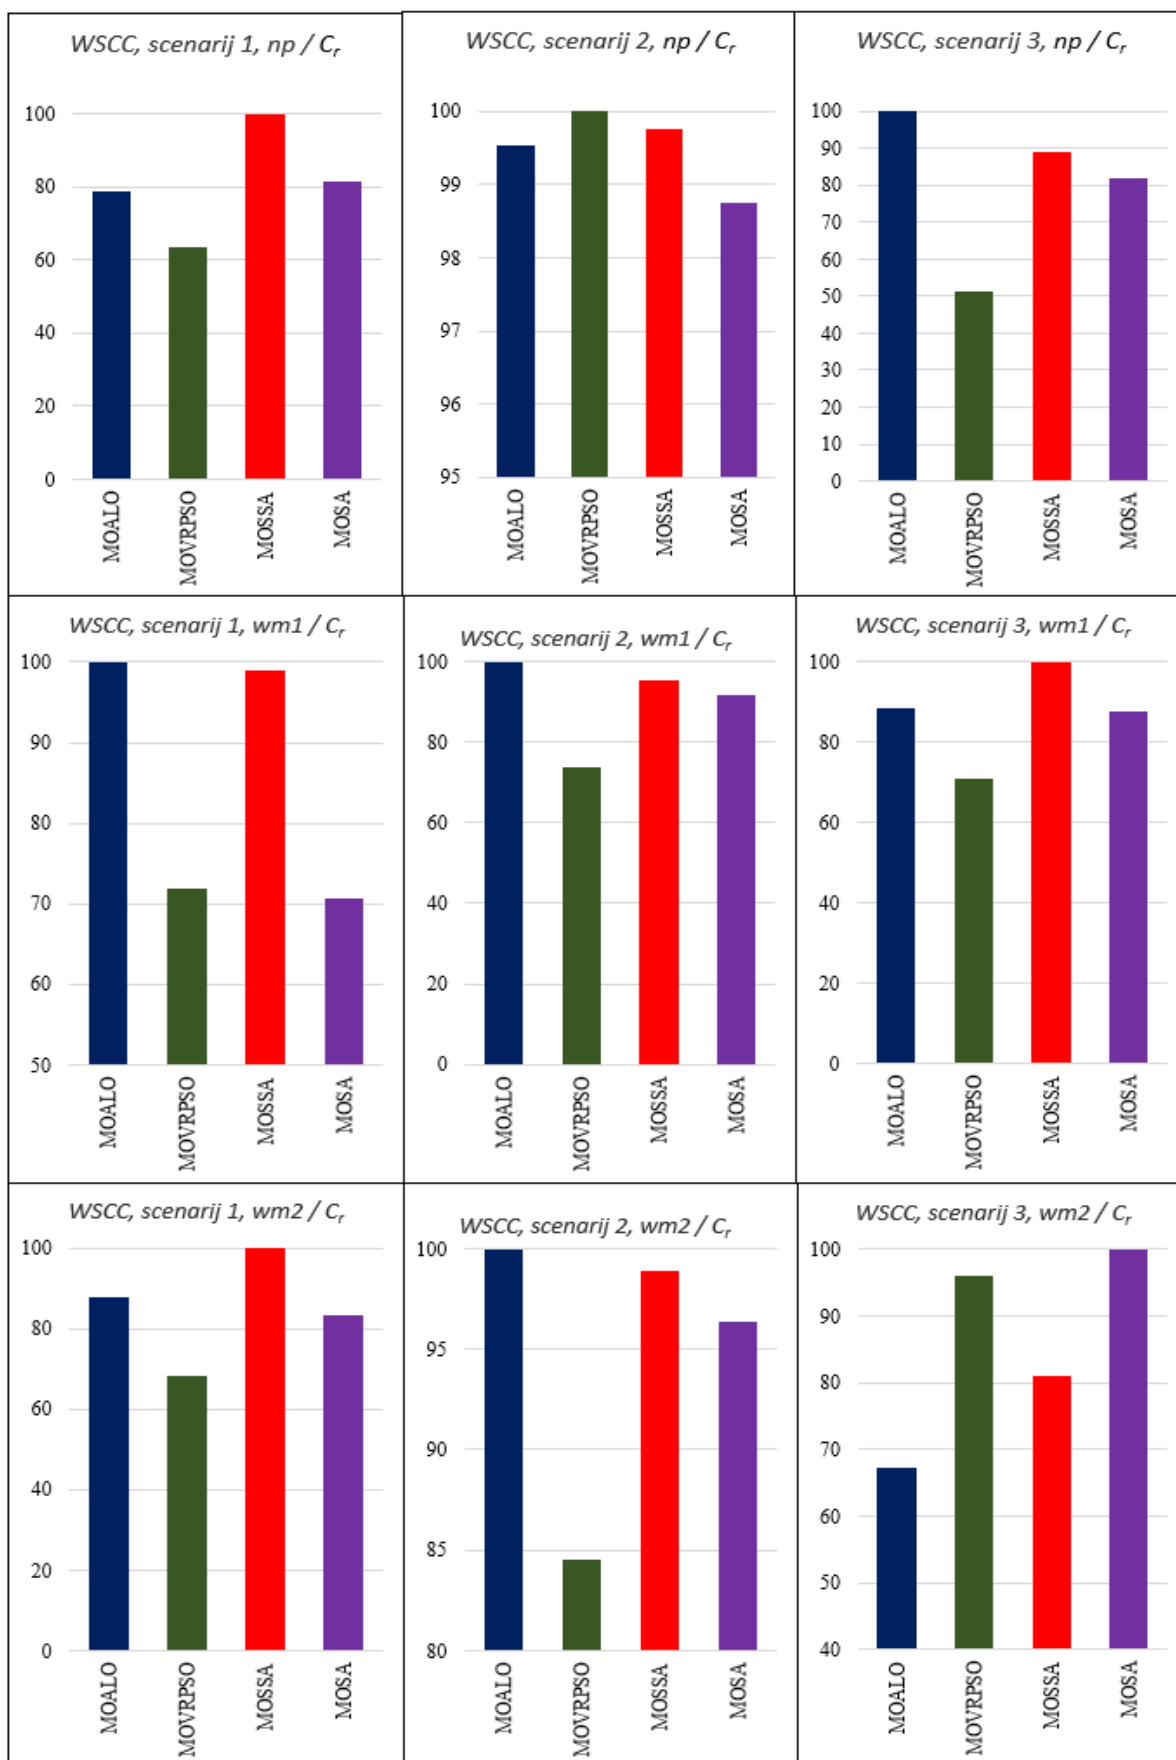 WSCC, scenarij 1, np / Cr
100
80
60
40
20
0
MOALO
MOVRPSO
MOSSA
MOSA
WSCC, scenarij 2, np / Cr
100
99
98
97
96
95
MOALO
MOVRPSO
MOSSA
MOSA
WSCC, scenarij 3, np / Cr
100
90
80
70
60
50
40
30
20
10
0
MOALO
MOVRPSO
MOSSA
MOSA
WSCC, scenarij 1, wm1 / Cr
100
90
80
70
60
50
MOALO
MOVRPSO
MOSSA
MOSA
WSCC, scenarij 2, wm1 / Cr
100
80
60
40
20
0
MOALO
MOVRPSO
MOSSA
MOSA
WSCC, scenarij 3, wm1 / Cr
100
80
60
40
20
0
MOALO
MOVRPSO
MOSSA
MOSA
WSCC, scenarij 1, wm2 / Cr
100
80
60
40
20
0
MOALO
MOVRPSO
MOSSA
MOSA
WSCC, scenarij 2, wm2 / Cr
100
95
90
85
80
MOALO
MOVRPSO
MOSSA
MOSA
WSCC, scenarij 3, wm2 / Cr
100
90
80
70
60
50
40
MOALO
MOVRPSO
MOSSA
MOSA